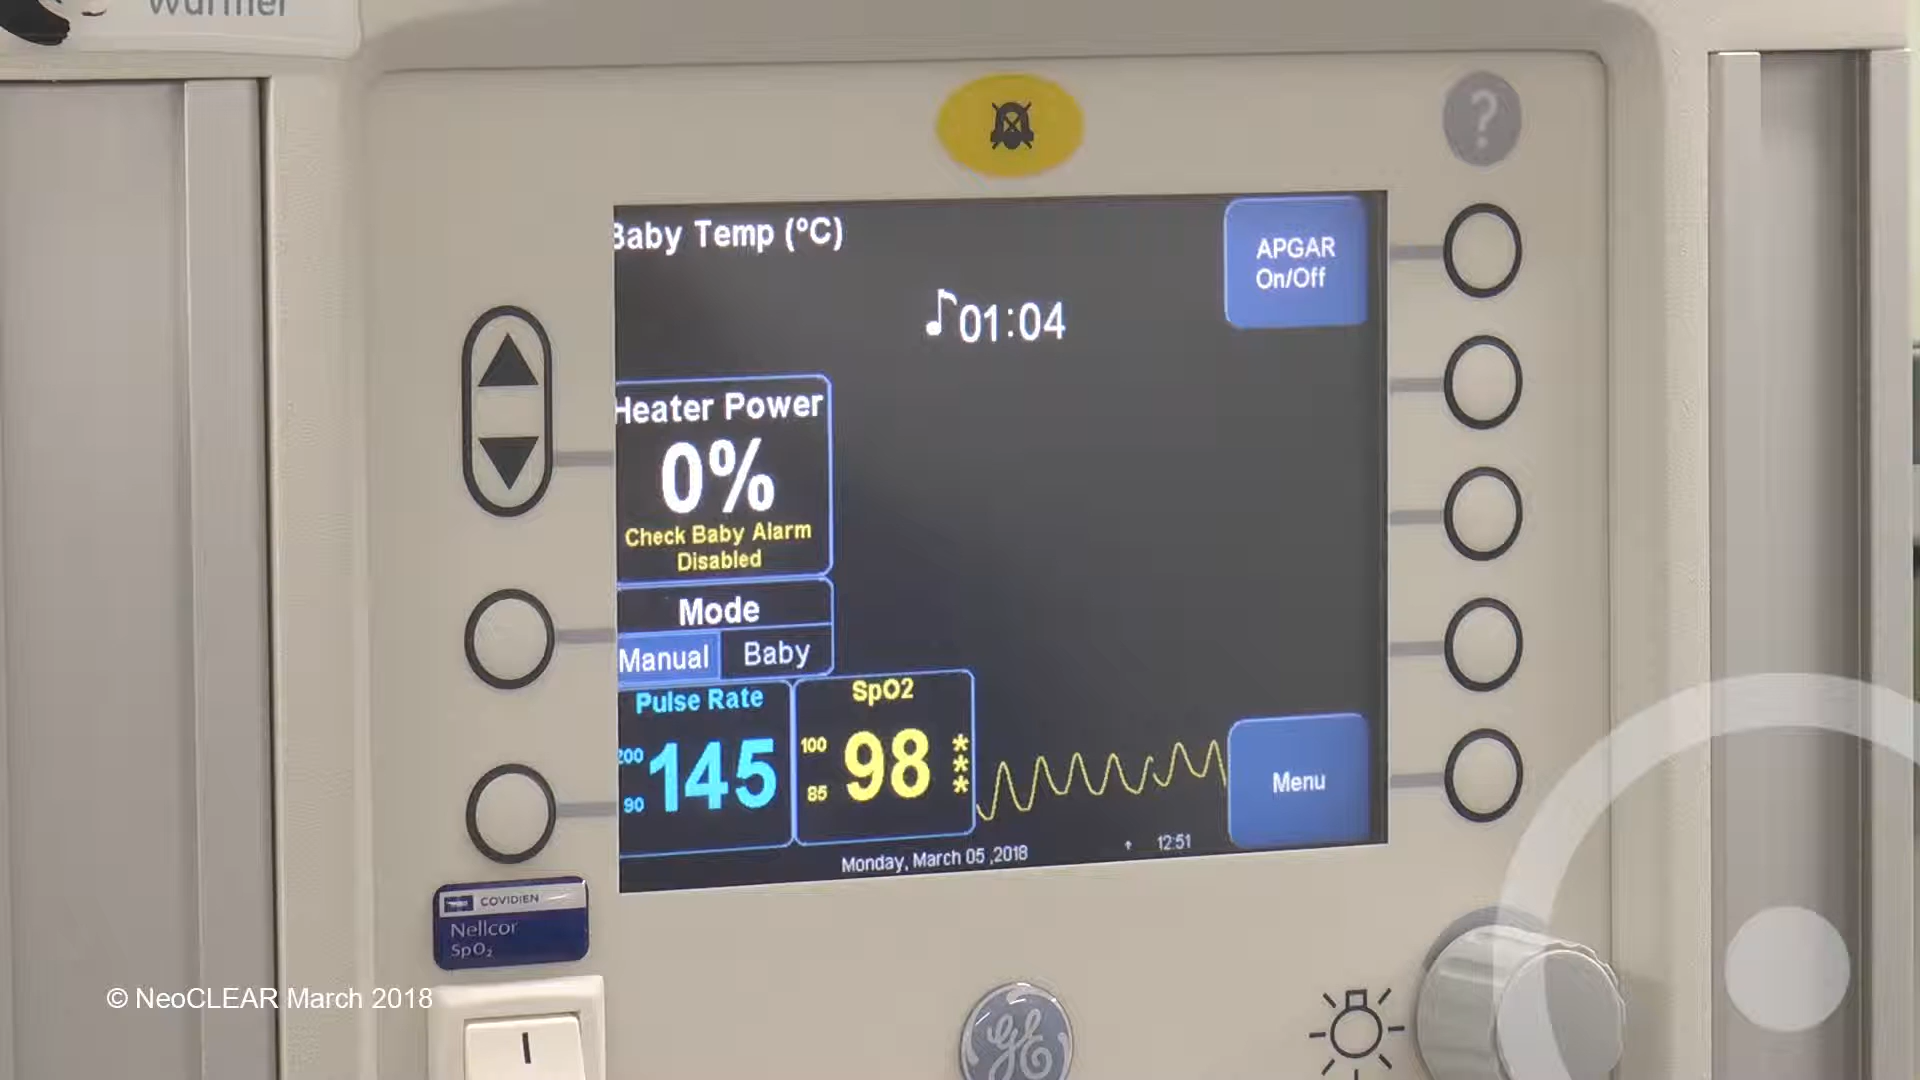 Warmer
?
Baby Temp (°C)
APGAR
On/Off
♪01:04
Heater Power
0%
Check Baby Alarm
Disabled
Mode
Manual Baby
Pulse Rate
200
145
90
SpO2
100
98
85
***
Menu
12:51
Monday, March 05 ,2018
COVIDIEN
Nellcor
SpO₂
© NeoCLEAR March 2018
GE